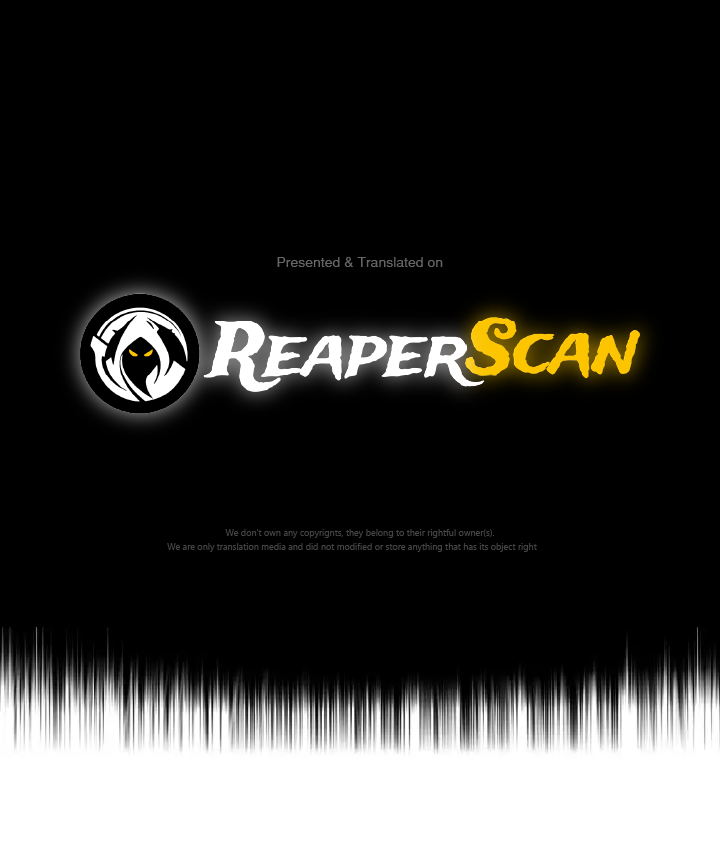 Presented & Translated on
REAPERSCAN
We don't own any copyrignts, they belong to their rightful owner(s).
We are only translation media and did not modified or store anything that has its object right